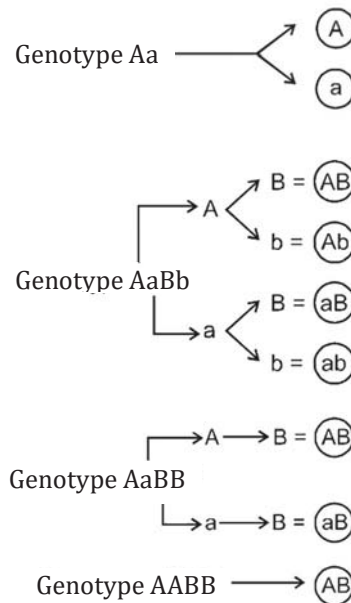 A
Genotype Aa
a
B = AB
A
b = Ab
Genotype AaBb
B = aB
a
b = ab
A B = AB
Genotype AaBB
a B = aB
Genotype AABB AB